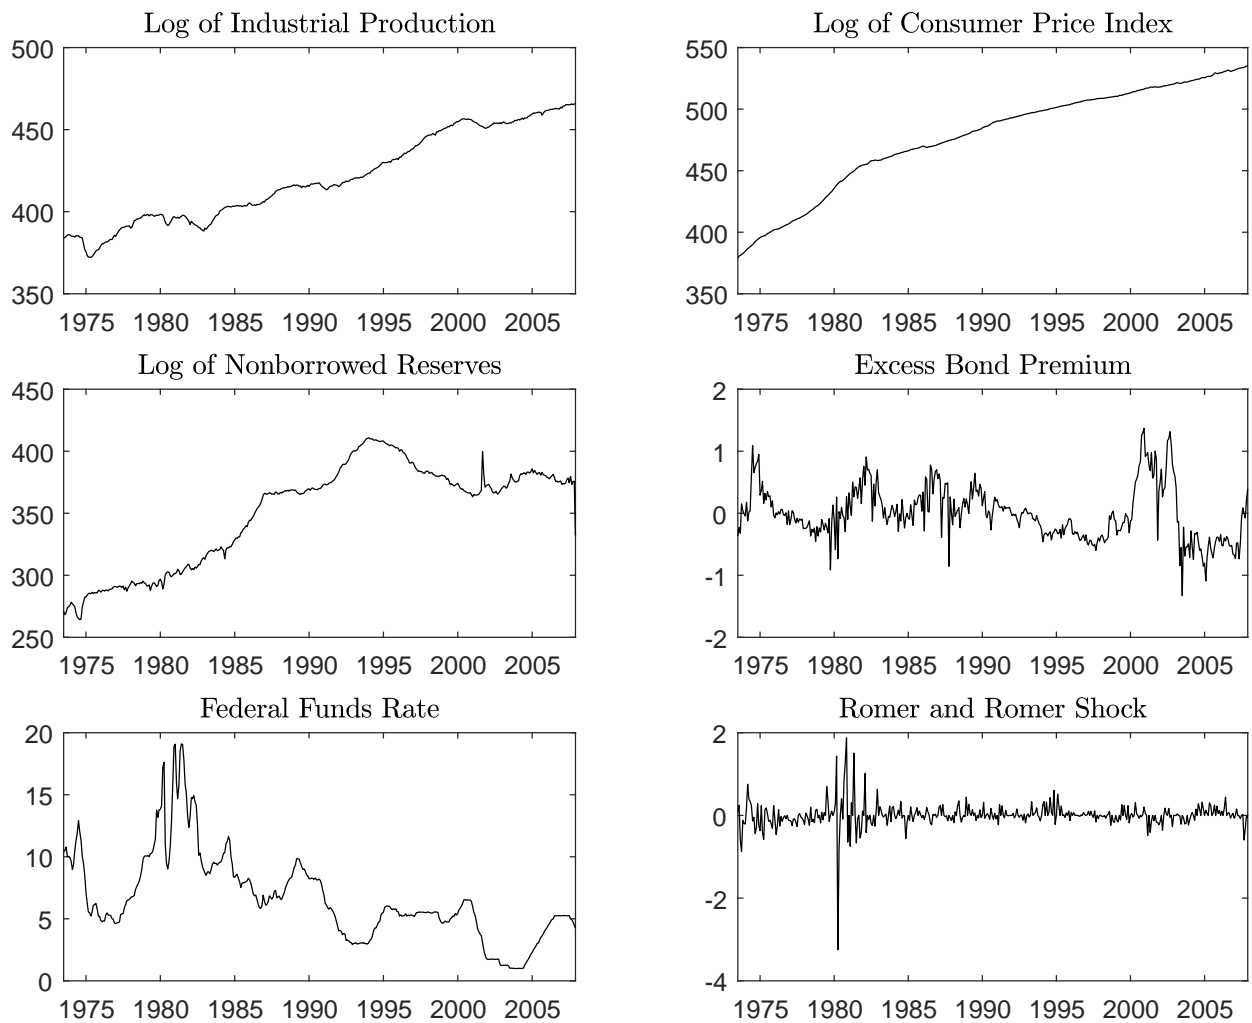 Log of Industrial Production
500
450
400
350
1975 1980 1985 1990 1995 2000 2005
Log of Consumer Price Index
550
500
450
400
350
1975 1980 1985 1990 1995 2000 2005
Log of Nonborrowed Reserves
450
400
350
300
250
1975 1980 1985 1990 1995 2000 2005
Excess Bond Premium
2
1
0
-1
-2
1975 1980 1985 1990 1995 2000 2005
Federal Funds Rate
20
15
10
5
0
1975 1980 1985 1990 1995 2000 2005
Romer and Romer Shock
2
0
-2
-4
1975 1980 1985 1990 1995 2000 2005